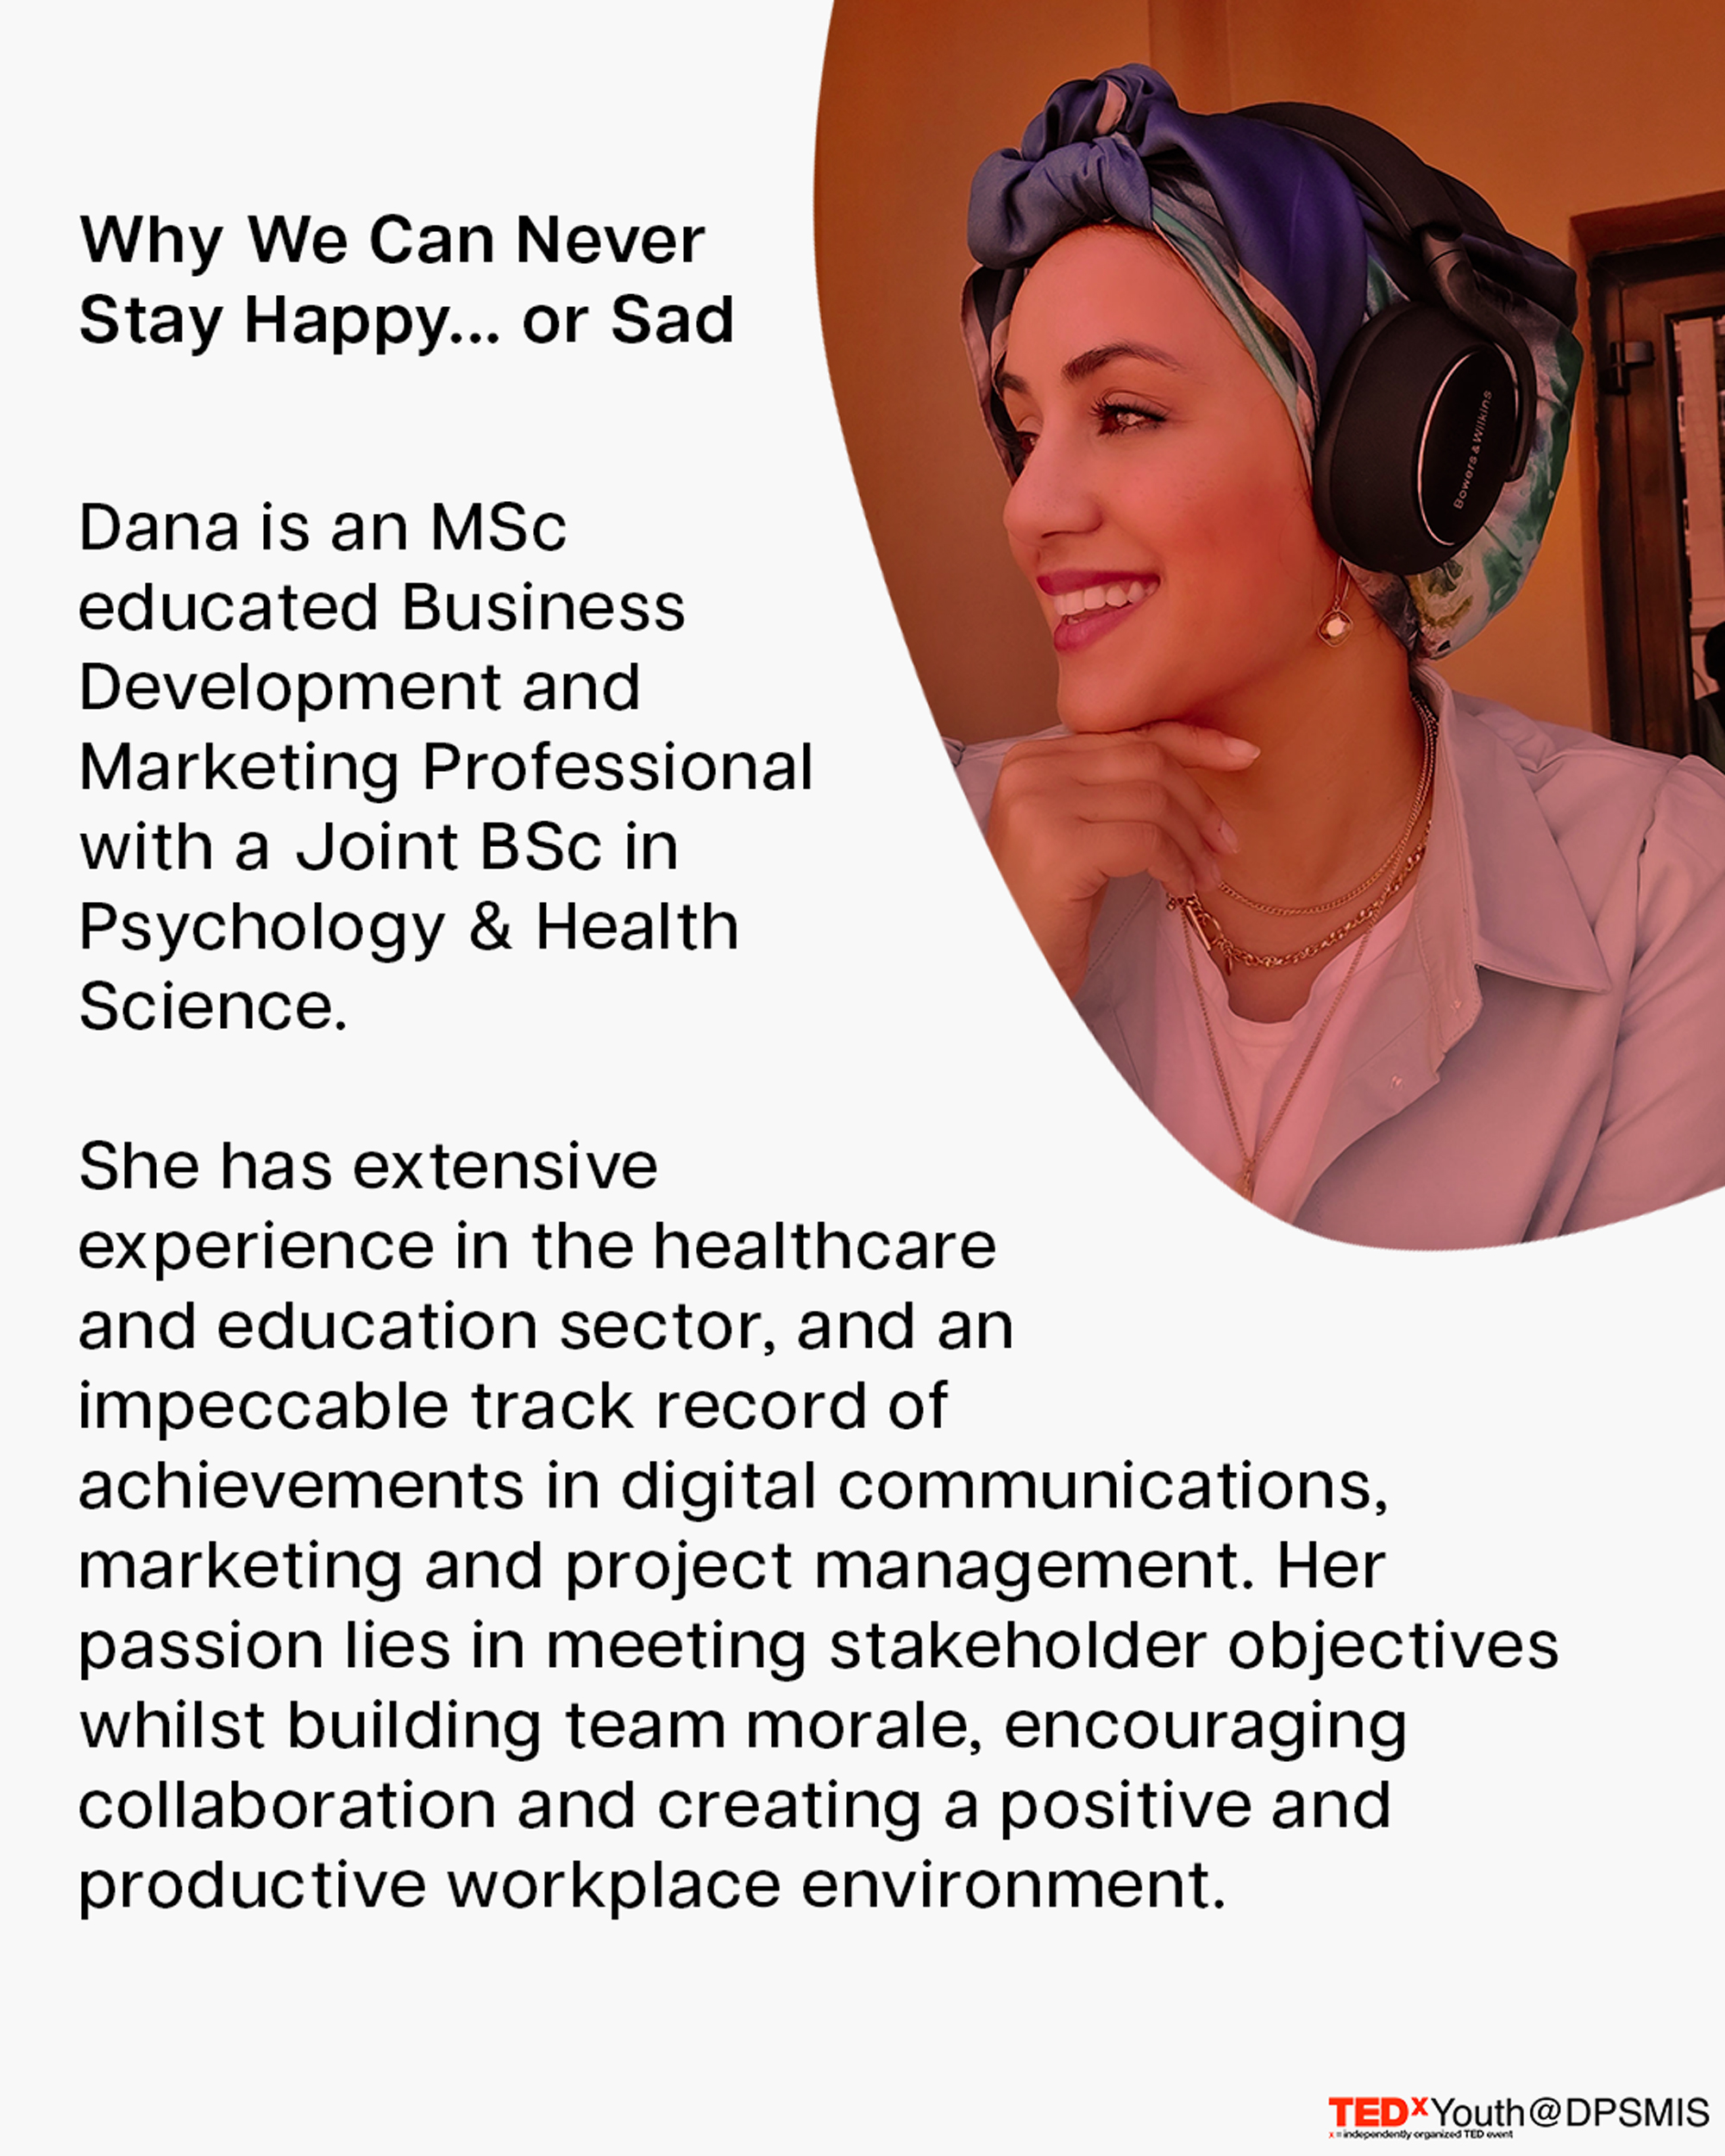 Why We Can Never
Stay Happy... or Sad
Dana is an MSc
educated Business
Development and
Marketing Professional
with a Joint BSc in
Psychology & Health
Science.
She has extensive
experience in the healthcare
and education sector, and an
impeccable track record of
achievements in digital communications,
marketing and project management. Her
passion lies in meeting stakeholder objectives
whilst building team morale, encouraging
collaboration and creating a positive and
productive workplace environment.
Bowers & Wilkins
TEDxYouth@DPSMIS
x = independently organized TED event